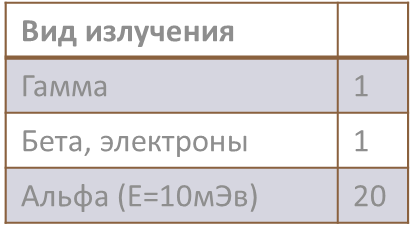 Вид излучения
Гамма 1
Бета, электроны 1
Альфа (E=10мЭв) 20